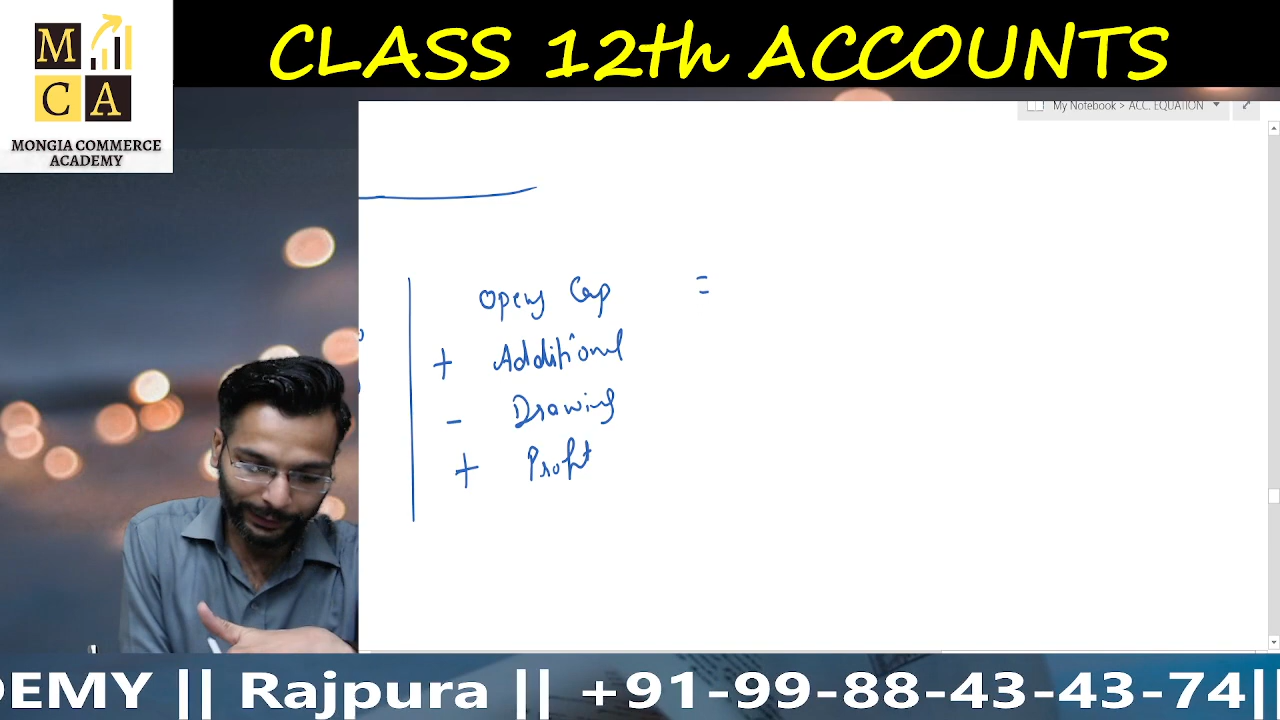 M
C A
MONGIA COMMERCE
ACADEMY
CLASS 12th ACCOUNTS
My Notebook > ACC. EQUATION
Opens Cap =
+ Additional
- Drawing
+ Profit
DEMY || Rajpura || +91-99-88-43-43-74||